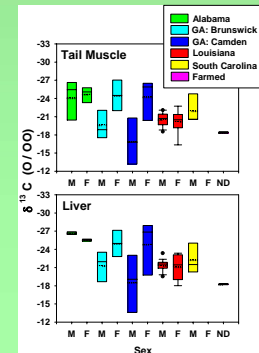 Alabama
GA: Brunswick
GA: Camden
Louisiana
South Carolina
Farmed
δ 13 C (O / OO)
Tail Muscle
-33
-30
-27
-24
-21
-18
-15
-12
M F M F M F M F M F ND
Liver
-33
-30
-27
-24
-21
-18
-15
-12
M F M F M F M F M F ND
Sex